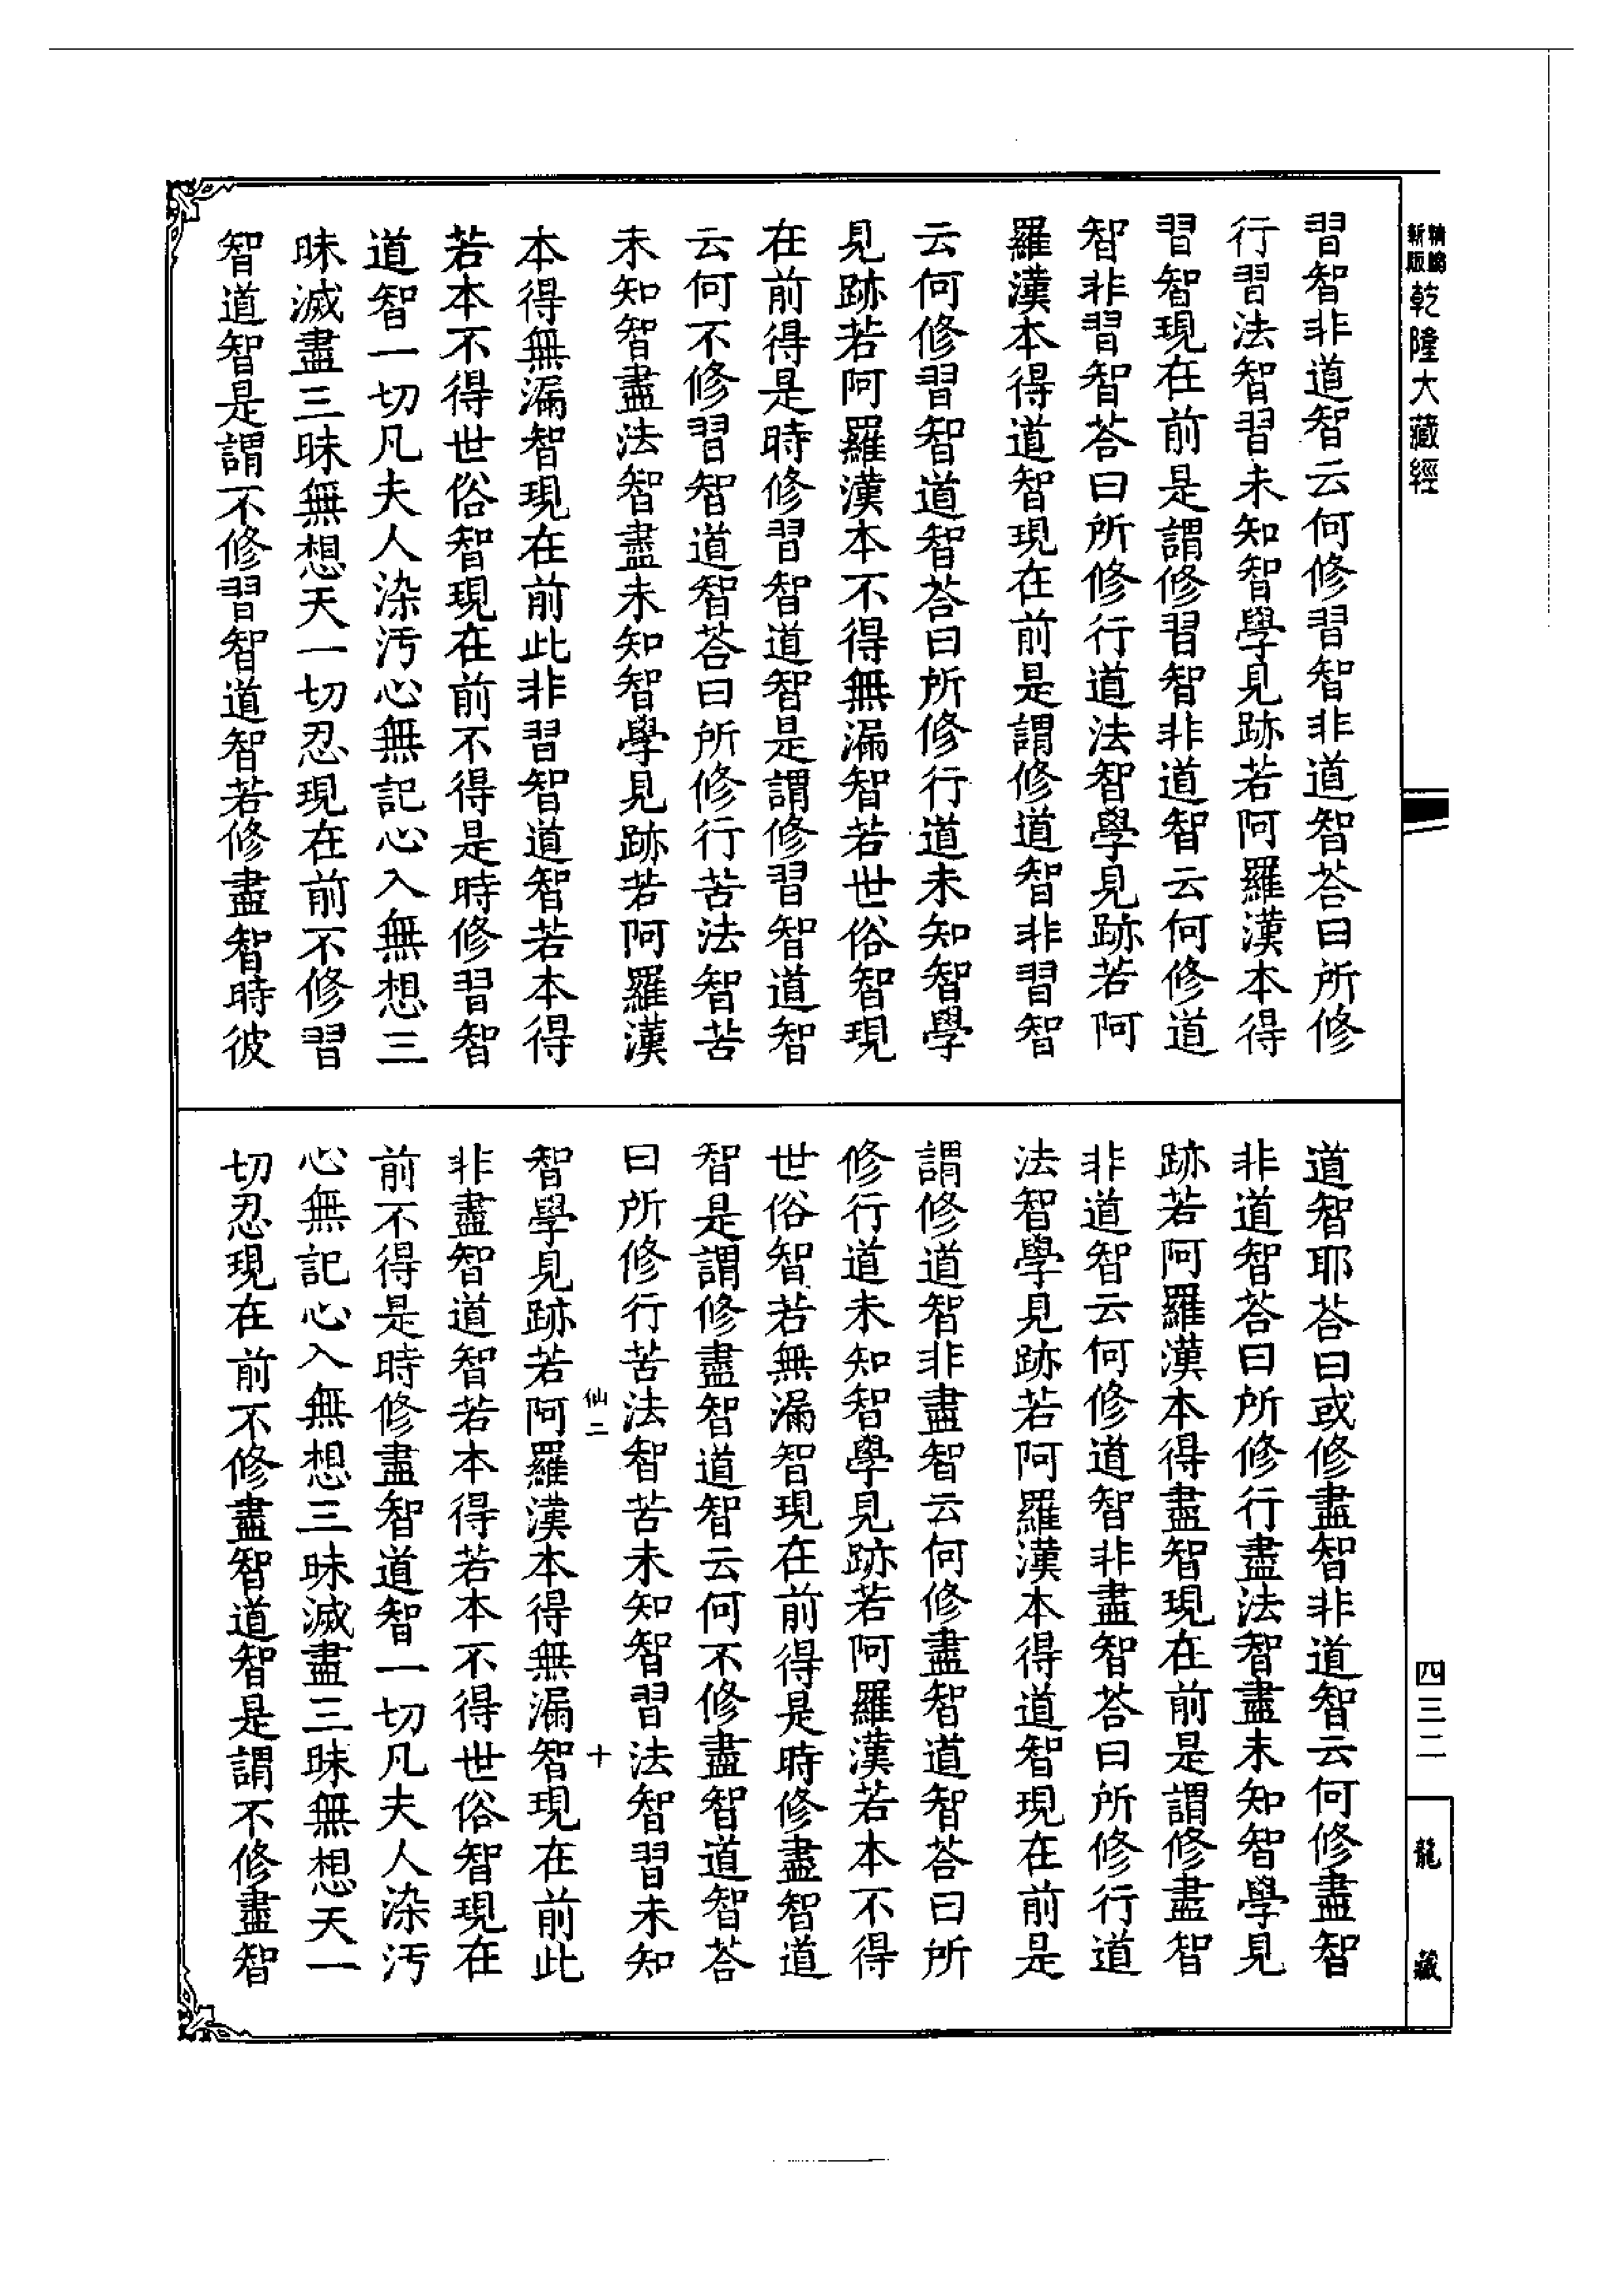 新版
精縮
乾隆大藏經
習智非道智云何修習智非道智荅曰所修
行習法智習未知智學見跡若阿羅漢本得
習智現在前是謂修習智非道智云何修道
智非習智荅曰所修行道法智學見跡若阿
羅漢本得道智現在前是謂修道智非習智
云何修習智道智荅曰所修行道未知智學
見跡若阿羅漢本不得無漏智若世俗智現
在前得是時修習智道智是謂修習智道智
云何不修習智道智荅曰所修行苦法智苦
未知智盡法智盡未知智學見跡若阿羅漢
本得無漏智現在前此非習智道智若本得
若本不得世俗智現在前不得是時修習智
道智一切凡夫人染汚心無記心入無想三
昧滅盡三昧無想天一切忍現在前不修習
智道智是謂不修習智道智若修盡智時彼
道智耶荅曰或修盡智非道智云何修盡智
非道智荅曰所修行盡法智盡未知智學見
跡若阿羅漢本得盡智現在前是謂修盡智
非道智云何修道智非盡智荅曰所修行道
法智學見跡若阿羅漢本得道智現在前是
謂修道智非盡智云何修盡智道智荅曰所
修行道未知智學見跡若阿羅漢若本不得
世俗智若無漏智現在前得是時修盡智道
智是謂修盡智道智云何不修盡智道智荅
曰所修行苦法智苦未知智習法智習未知
仙二 十
智學見跡若阿羅漢本得無漏智現在前此
非盡智道智若本得若本不得世俗智現在
前不得是時修盡智道智一切凡夫人染汚
心無記心入無想三昧滅盡三昧無想天一
切忍現在前不修盡智道智是謂不修盡智
四三二
龍藏